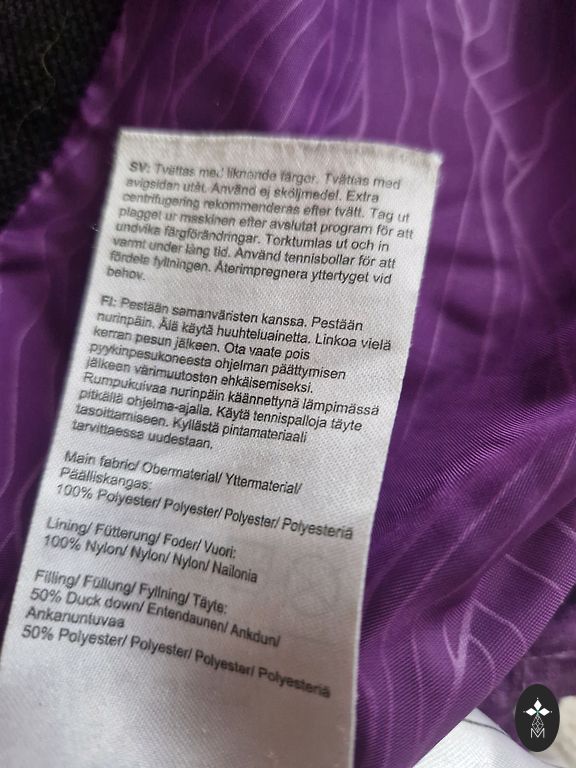 SV: Tvättas med liknande färger. Tvättas med
avigsidan utåt. Använd ej sköljmedel. Extra
centrifugering rekommenderas efter tvätt. Tag ut
plagget ur maskinen efter avslutat program för att
undvika färgförändringar. Torktumlas ut och in
varmt under lång tid. Använd tennisbollar för att
fördele fyllningen. Återimpregnera yttertyget vid
behov.
FI: Pestään samanväristen kanssa. Pestään
nurinpäin. Älä käytä huuhteluainetta. Linkoa vielä
kerran pesun jälkeen. Ota vaate pois
pyykinpesukoneesta ohjelman päättymisen
jälkeen värimuutosten ehkäisemiseksi.
Rumpukuivaa nurinpäin käännettynä lämpimässä
pitkällä ohjelma-ajalla. Käytä tennispalloja täyte
tasoittamiseen. Kyllästä pintamateriaali
tarvittaessa uudestaan.
Main fabric/ Obermaterial/ Yttermaterial/
Päälliskangas:
100% Polyester/ Polyester/ Polyester/ Polyesteriä
Lining/ Fütterung/ Foder/ Vuori:
100% Nylon/ Nylon/ Nylon/ Nailonia
Filling/ Füllung/ Fyllning/ Täyte:
50% Duck down/ Entendaunen/ Ankdun/
Ankanuntuvaa
50% Polyester/ Polyester/ Polyester/ Polyesteriä
M